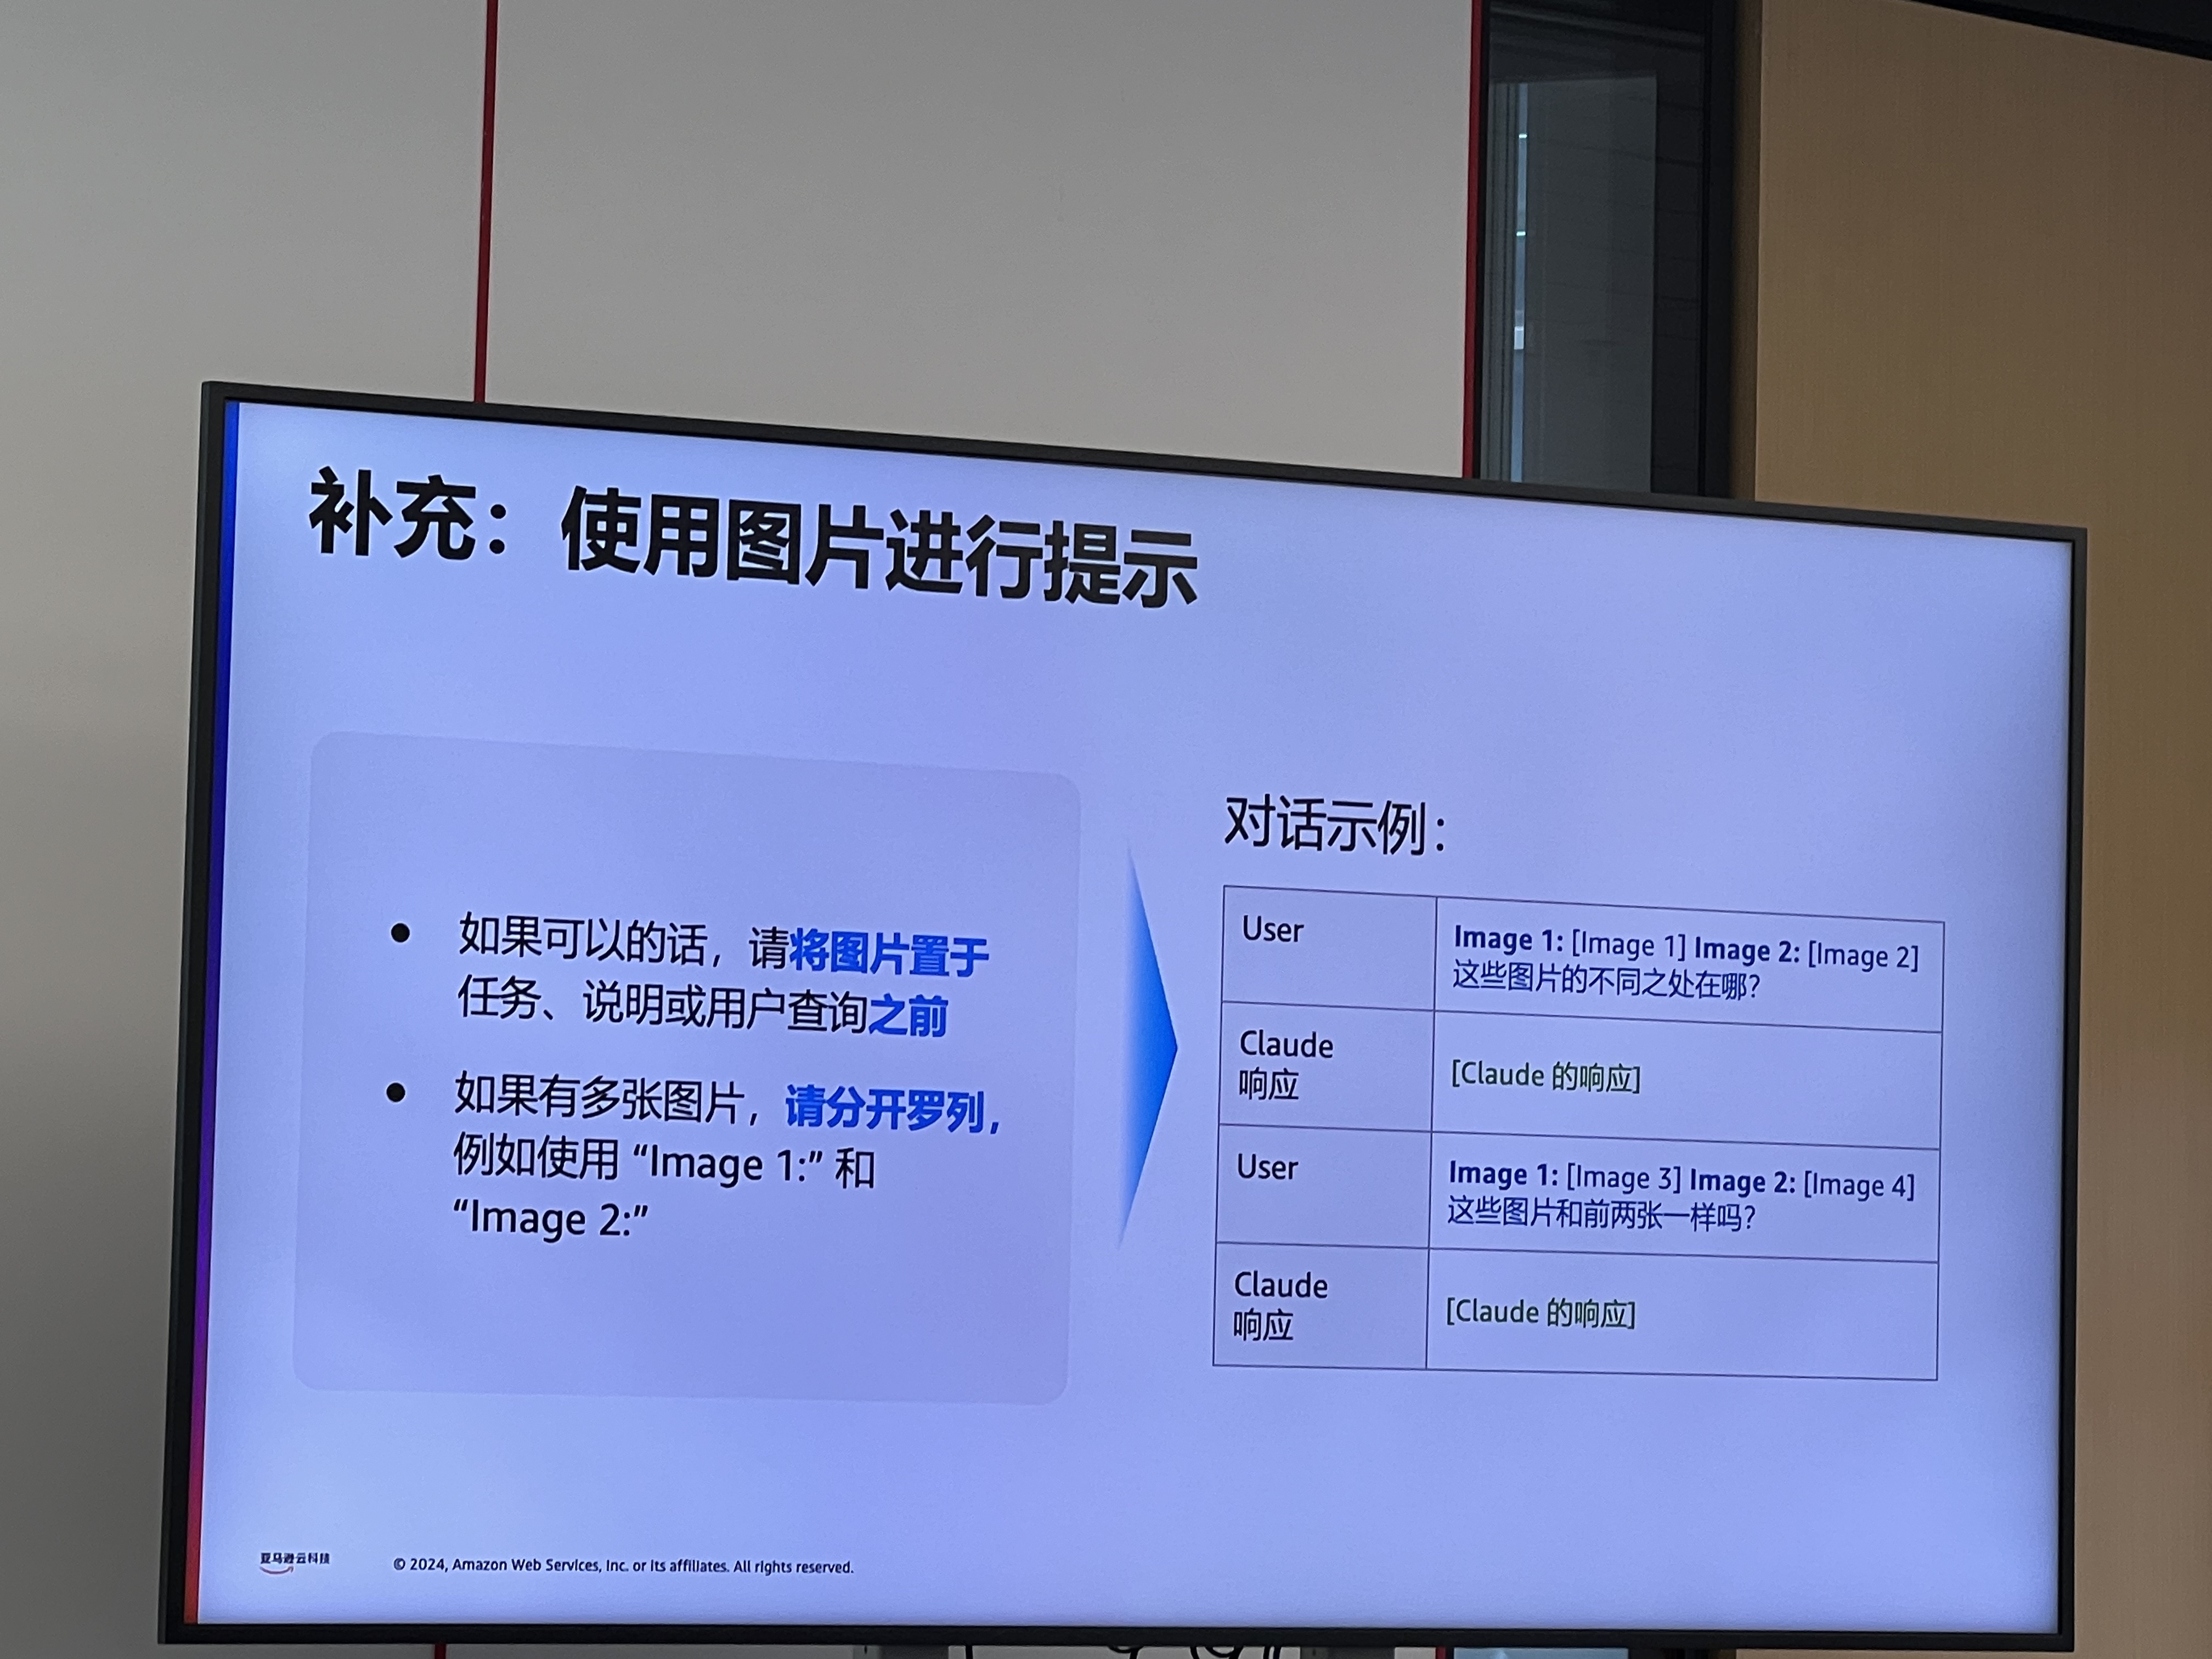 补充：使用图片进行提示
如果可以的话，请将图片置于
任务、说明或用户查询之前
如果有多张图片，请分开罗列，
例如使用 “Image 1:” 和
“Image 2:”
对话示例：
User
Image 1: [Image 1] Image 2: [Image 2]
这些图片的不同之处在哪？
Claude
响应
[Claude 的响应]
User
Image 1: [Image 3] Image 2: [Image 4]
这些图片和前两张一样吗？
Claude
响应
[Claude 的响应]
亚马逊云科技
© 2024, Amazon Web Services, Inc. or its affiliates. All rights reserved.